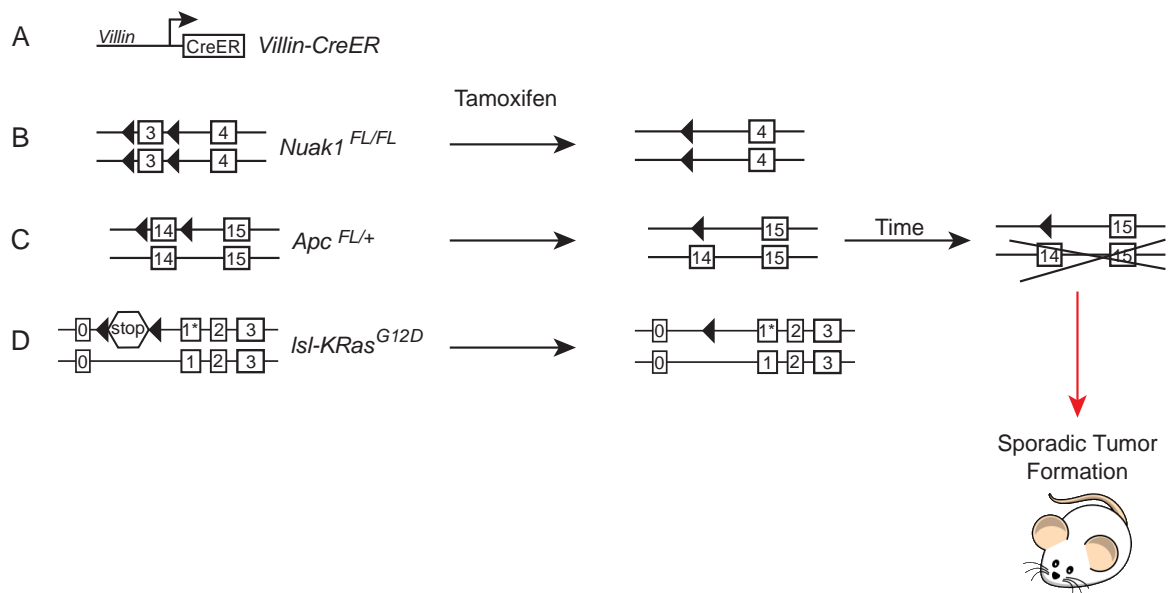 A Villin CreER Villin-CreER
Tamoxifen
B 3 4 Nuak1 FL/FL 4
3 4 4
C 14 15 Apc FL/+ 15 Time 15
14 15 14 15 14 15
D 0 stop 1* 2 3 lsl-KRas G12D 0 1* 2 3
0 1 2 3 0 1 2 3
Sporadic Tumor
Formation